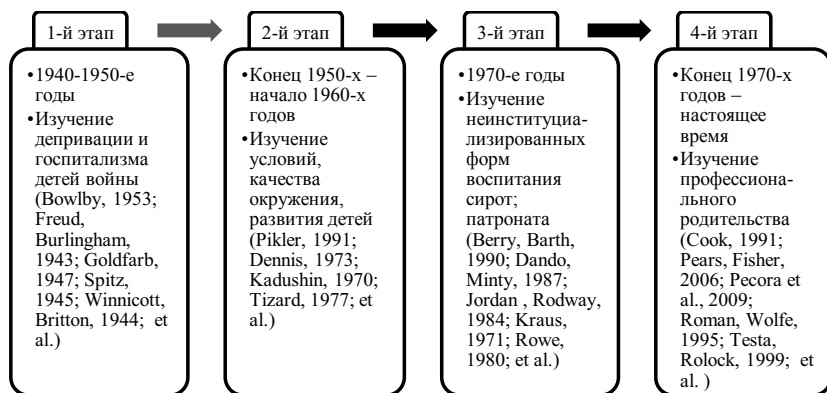 1-й этап
•1940-1950-е
годы
•Изучение
депривации и
госпитализма
детей войны
(Bowlby, 1953;
Freud,
Burlingham,
1943; Goldfarb,
1947; Spitz,
1945; Winnicott,
Britton, 1944; et
al.)
2-й этап
•Конец 1950-х –
начало 1960-х
годов
•Изучение
условий,
качества
окружения,
развития детей
(Pikler, 1991;
Dennis, 1973;
Kadushin, 1970;
Tizard, 1977; et
al.)
3-й этап
•1970-е годы
•Изучение
неинституциа-
лизированных
форм
воспитания
сирот;
патроната
(Berry, Barth,
1990; Dando,
Minty, 1987;
Jordan , Rodway,
1984; Kraus,
1971; Rowe,
1980; et al.)
4-й этап
•Конец 1970-х
годов –
настоящее
время
•Изучение
профессиона-
льного
родительства
(Cook, 1991;
Pears, Fisher,
2006; Pecora et
al., 2009;
Roman, Wolfe,
1995; Testa,
Rolock, 1999; et
al. )